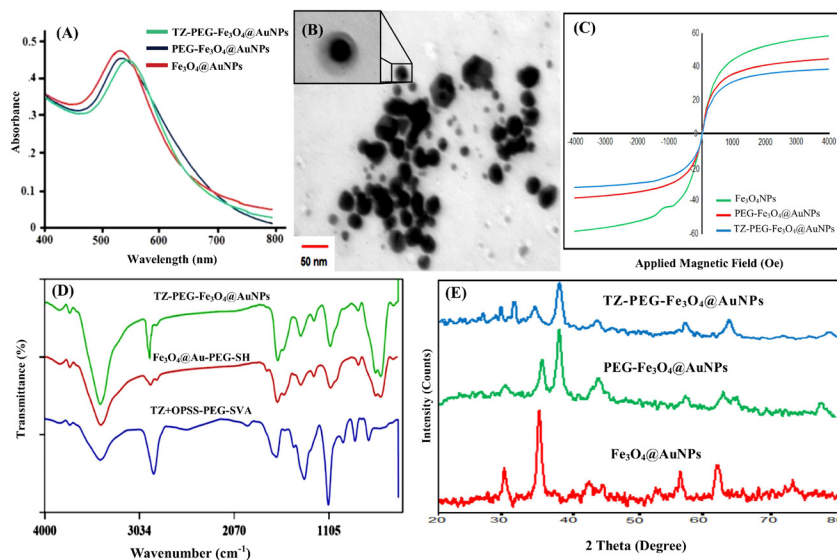 (A)
TZ-PEG-Fe₃O₄@AuNPs
PEG-Fe₃O₄@AuNPs
Fe₃O₄@AuNPs
0.5
.4
.3
.2
0.1
0
Absorbance
400
500
600
700
800
Wavelength (nm)
(B)
50 nm
(C)
60
40
20
0
-20
-40
-60
-80
-4000
-3000
-2000
-1000
0
1000
2000
3000
4000
Fe₃O₄NPs
PEG-Fe₃O₄@AuNPs
TZ-PEG-Fe₃O₄@AuNPs
Applied Magnetic Field (Oe)
(D)
TZ-PEG-Fe₃O₄@AuNPs
Fe₃O₄@Au-PEG-SH
TZ+OPSS-PEG-SVA
Transmittance (%)
4000
3034
2070
1105
Wavenumber (cm⁻¹)
(E)
TZ-PEG-Fe₃O₄@AuNPs
PEG-Fe₃O₄@AuNPs
Fe₃O₄@AuNPs
Intensity (Counts)
20
30
40
50
60
70
80
2 Theta (Degree)